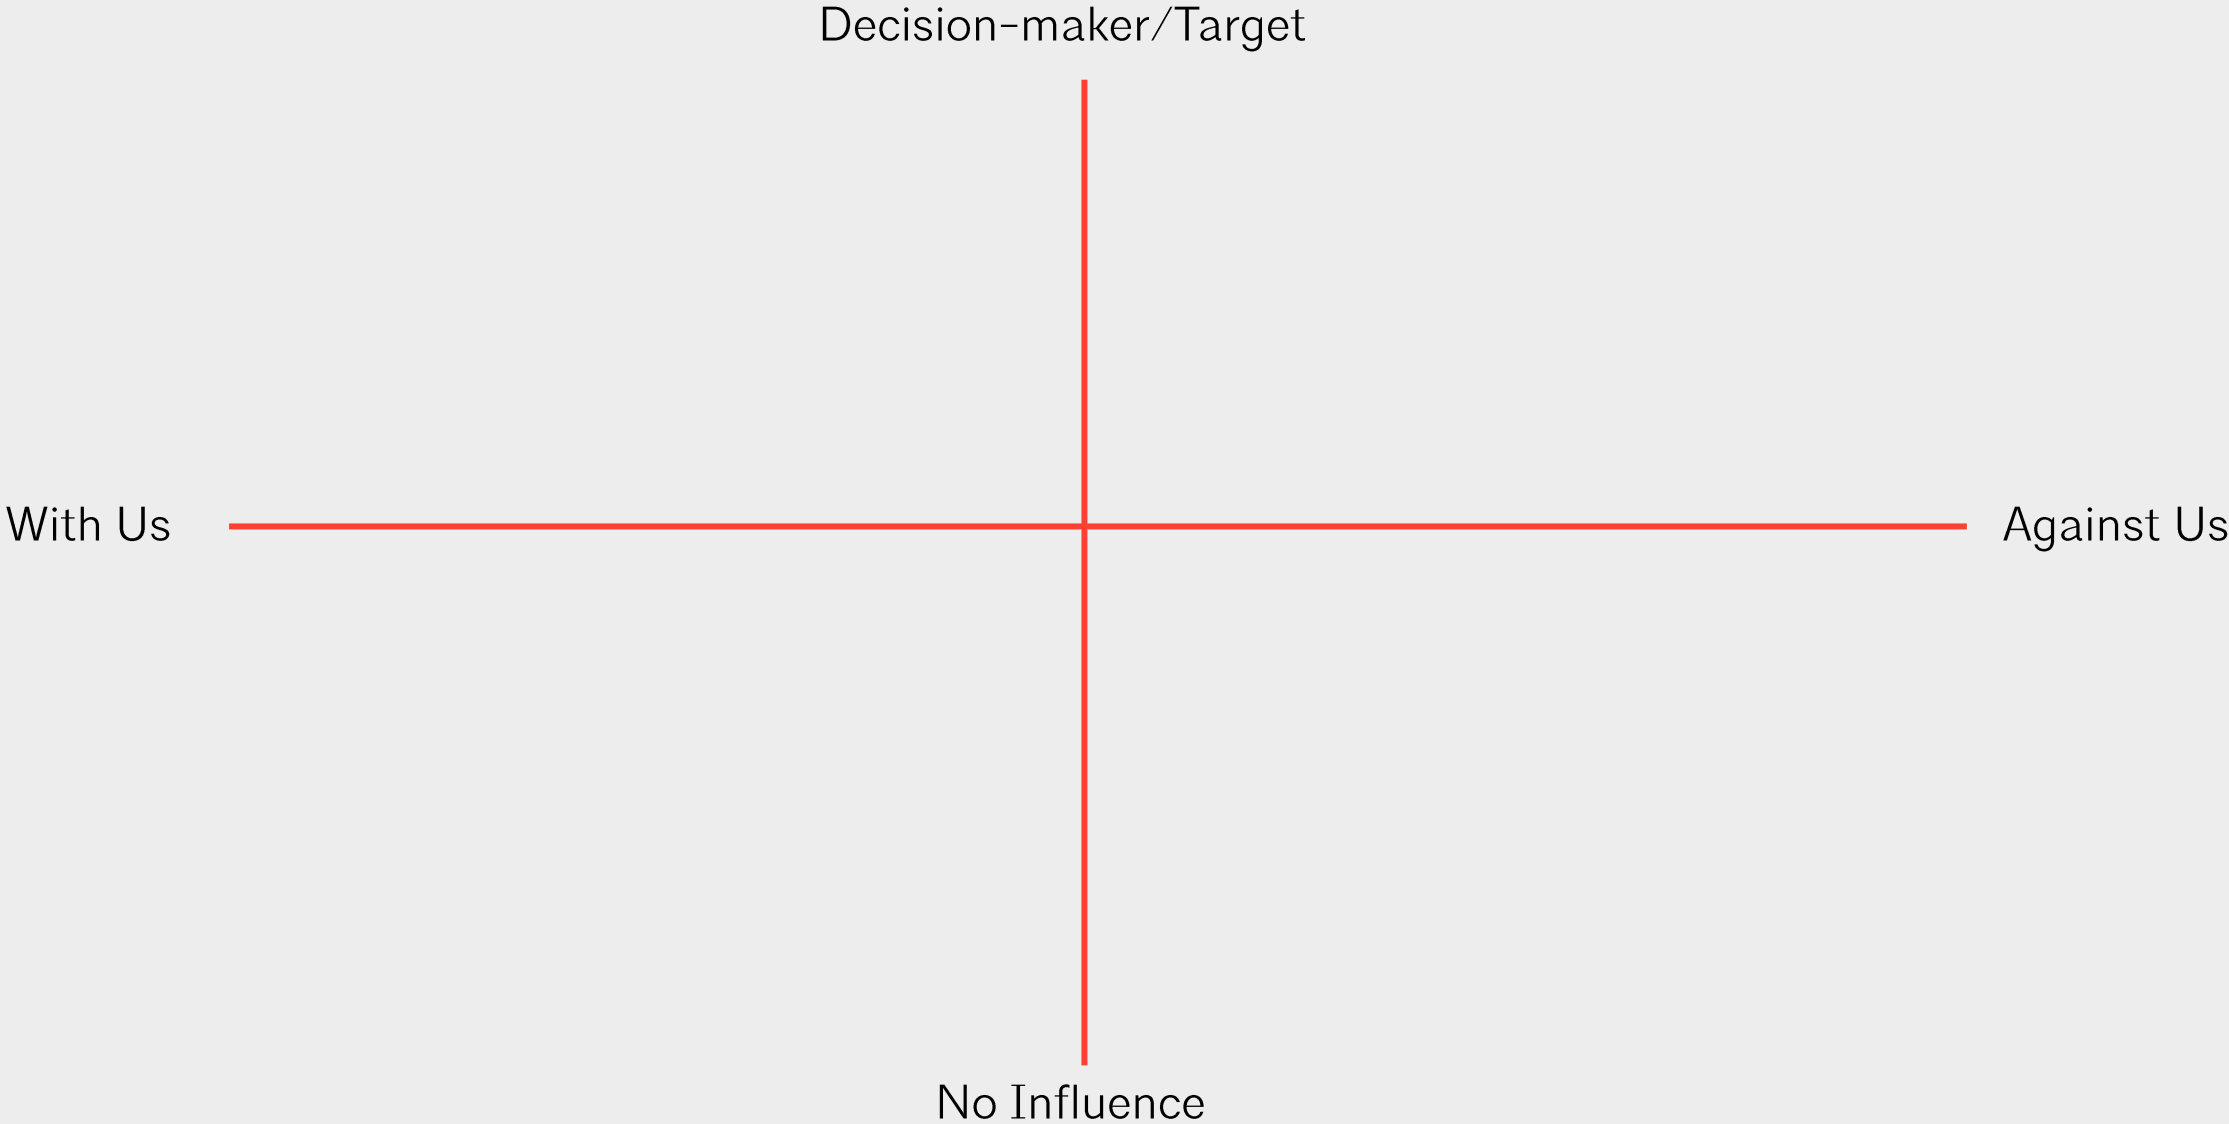 Decision-maker/Target
With Us
Against Us
No Influence